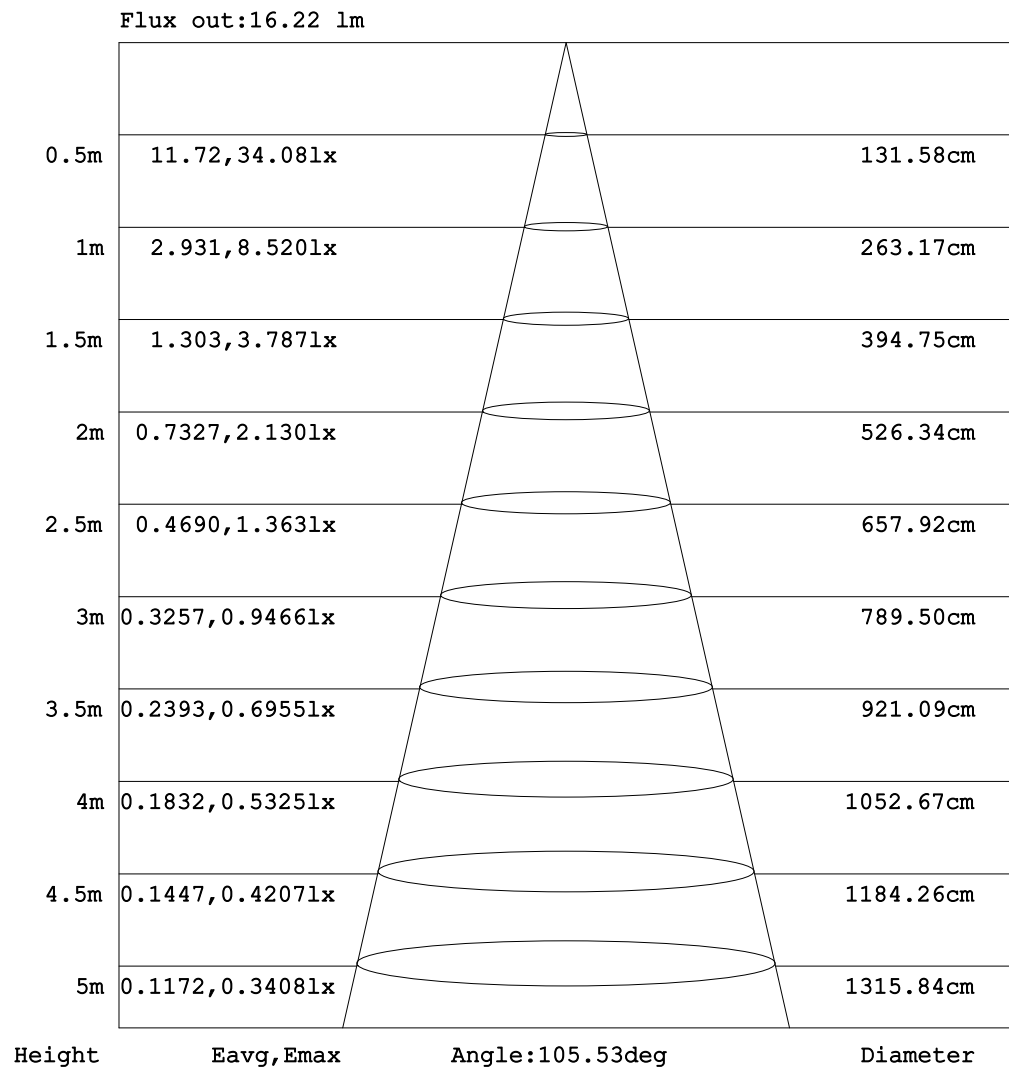 Flux out:16.22 lm
0.5m 11.72,34.08lx 131.58cm
1m 2.931,8.520lx 263.17cm
1.5m 1.303,3.787lx 394.75cm
2m 0.7327,2.130lx 526.34cm
2.5m 0.4690,1.363lx 657.92cm
3m 0.3257,0.9466lx 789.50cm
3.5m 0.2393,0.6955lx 921.09cm
4m 0.1832,0.5325lx 1052.67cm
4.5m 0.1447,0.4207lx 1184.26cm
5m 0.1172,0.3408lx 1315.84cm
Height Eavg,Emax Angle:105.53deg Diameter